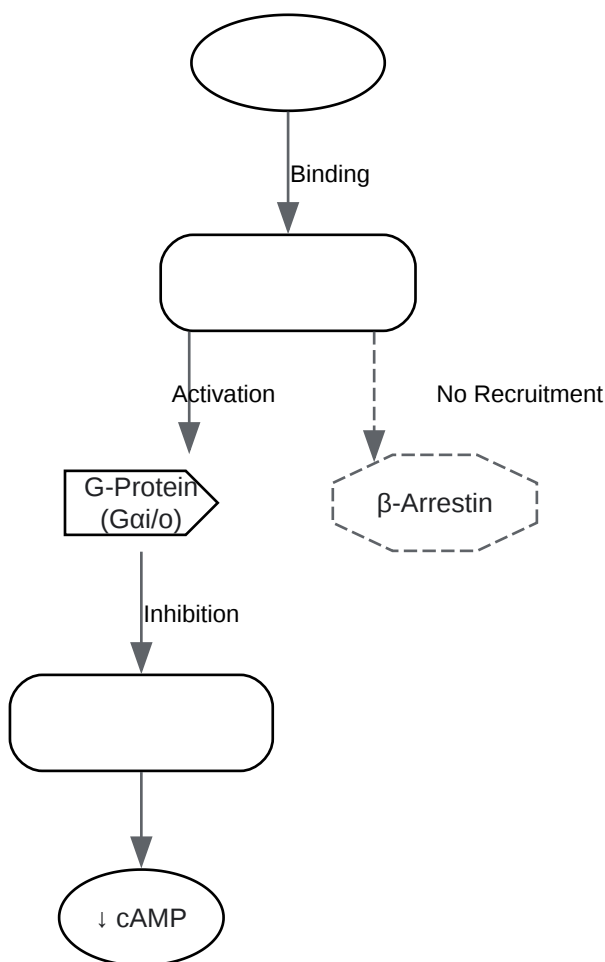 Binding
Activation
No Recruitment
G-Protein
(Gαi/o)
β-Arrestin
Inhibition
↓ cAMP